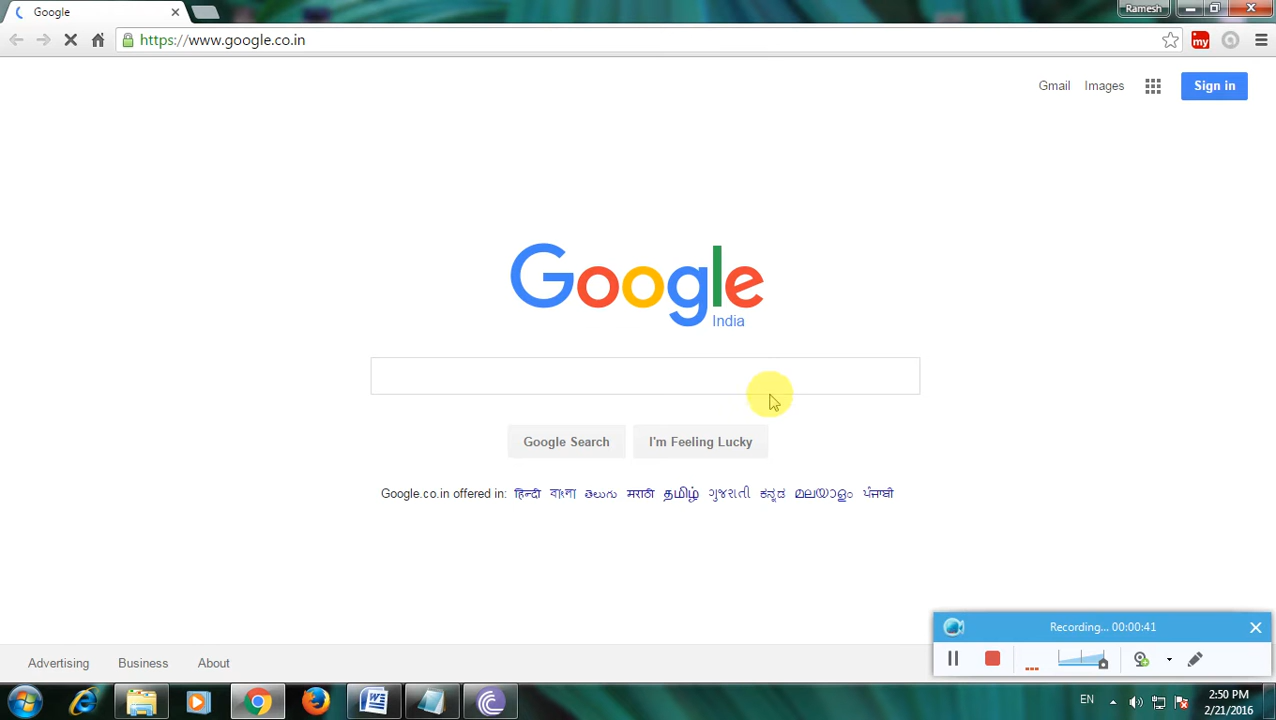 Google
Ramesh
https://www.google.co.in
my
Gmail Images Sign in
Google
India
Google Search I'm Feeling Lucky
Google.co.in offered in: हिन्दी বাংলা తెలుగు मराठी தமிழ் ગુજરાતી ಕನ್ನಡ മലയാളം ਪੰਜਾਬੀ
Recording... 00:00:41
Advertising Business About
EN 2:50 PM
2/21/2016